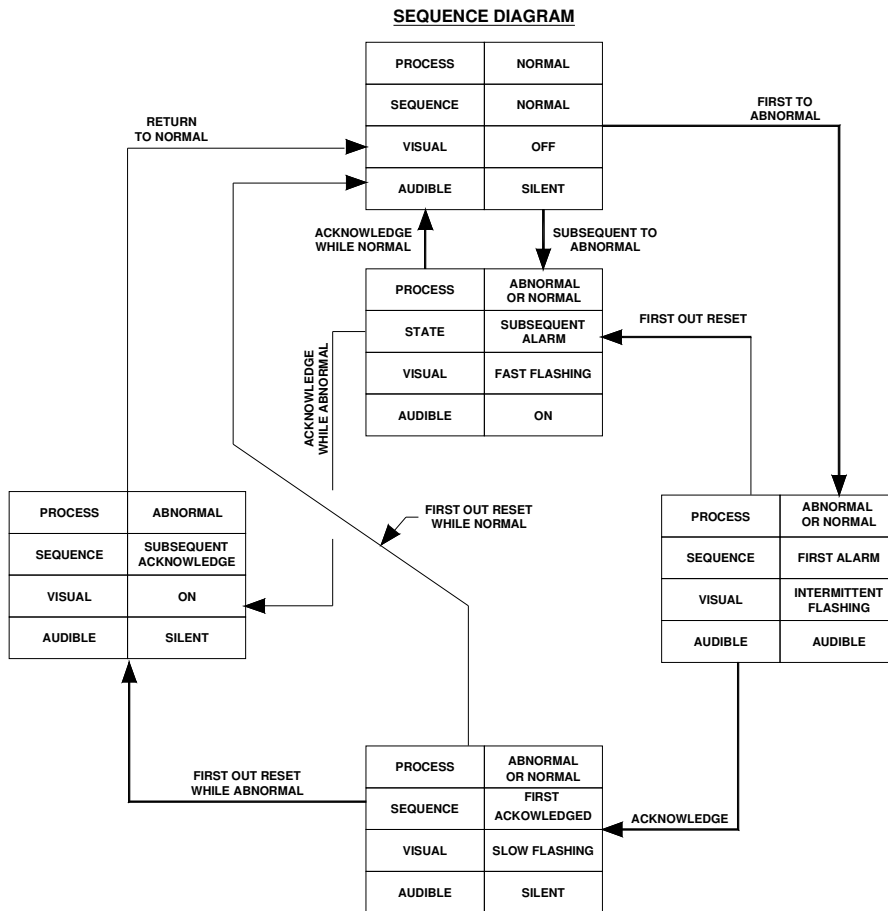 SEQUENCE DIAGRAM
PROCESS NORMAL
SEQUENCE NORMAL
VISUAL OFF
AUDIBLE SILENT
FIRST TO
ABNORMAL
RETURN
TO NORMAL
ACKNOWLEDGE
WHILE NORMAL
SUBSEQUENT TO
ABNORMAL
PROCESS ABNORMAL
OR NORMAL
STATE SUBSEQUENT
ALARM
VISUAL FAST FLASHING
AUDIBLE ON
FIRST OUT RESET
ACKNOWLEDGE
WHILE ABNORMAL
FIRST OUT RESET
WHILE NORMAL
PROCESS ABNORMAL
SEQUENCE SUBSEQUENT
ACKNOWLEDGE
VISUAL ON
AUDIBLE SILENT
PROCESS ABNORMAL
OR NORMAL
SEQUENCE FIRST ALARM
VISUAL INTERMITTENT
FLASHING
AUDIBLE AUDIBLE
FIRST OUT RESET
WHILE ABNORMAL
PROCESS ABNORMAL
OR NORMAL
SEQUENCE FIRST
ACKOWLEDGED
VISUAL SLOW FLASHING
AUDIBLE SILENT
ACKNOWLEDGE